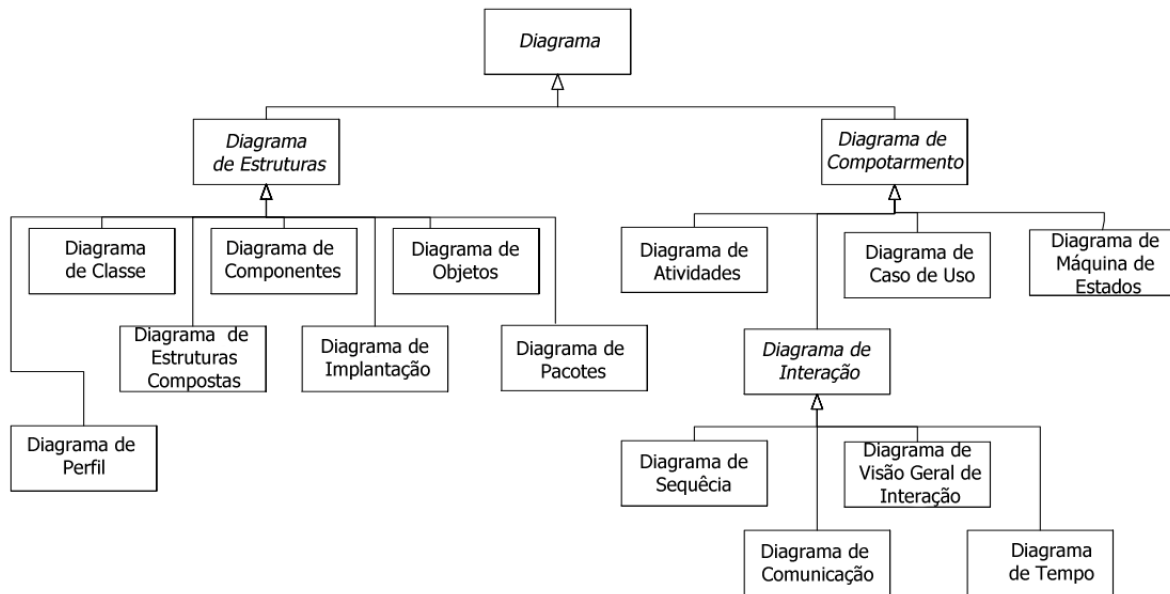 Diagrama
Diagrama
de Estruturas
Diagrama de
Compotarmento
Diagrama
de Classe
Diagrama de
Componentes
Diagrama de
Objetos
Diagrama de
Atividades
Diagrama de
Caso de Uso
Diagrama de
Máquina de
Estados
Diagrama de
Estruturas
Compostas
Diagrama de
Implantação
Diagrama de
Pacotes
Diagrama de
Interação
Diagrama de
Perfil
Diagrama de
Sequêcia
Diagrama de
Visão Geral de
Interação
Diagrama de
Comunicação
Diagrama
de Tempo